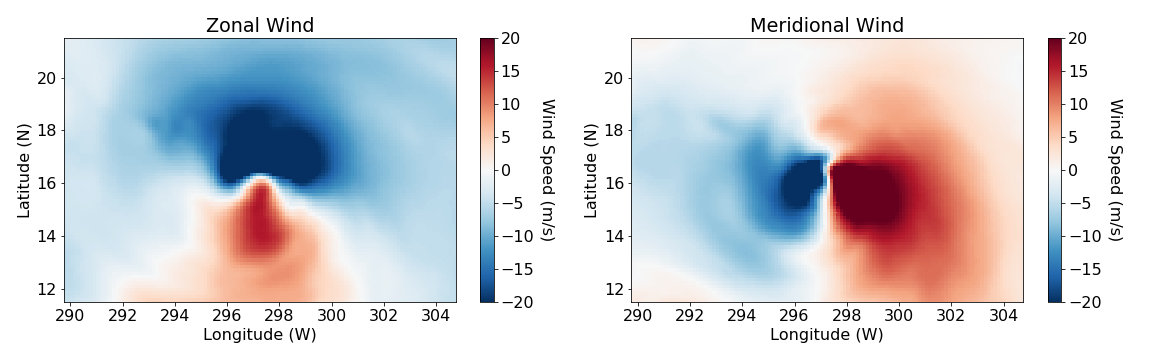 Zonal Wind
20
18
16
14
12
Latitude (N)
290 292 294 296 298 300 302 304
Longitude (W)
20
15
10
5
0
−5
−10
−15
−20
Wind Speed (m/s)
Meridional Wind
20
18
16
14
12
Latitude (N)
290 292 294 296 298 300 302 304
Longitude (W)
20
15
10
5
0
−5
−10
−15
−20
Wind Speed (m/s)